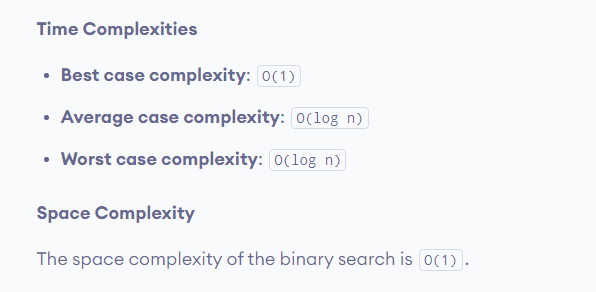 Time Complexities
• Best case complexity: O(1)
• Average case complexity: O(log n)
• Worst case complexity: O(log n)
Space Complexity
The space complexity of the binary search is O(1).